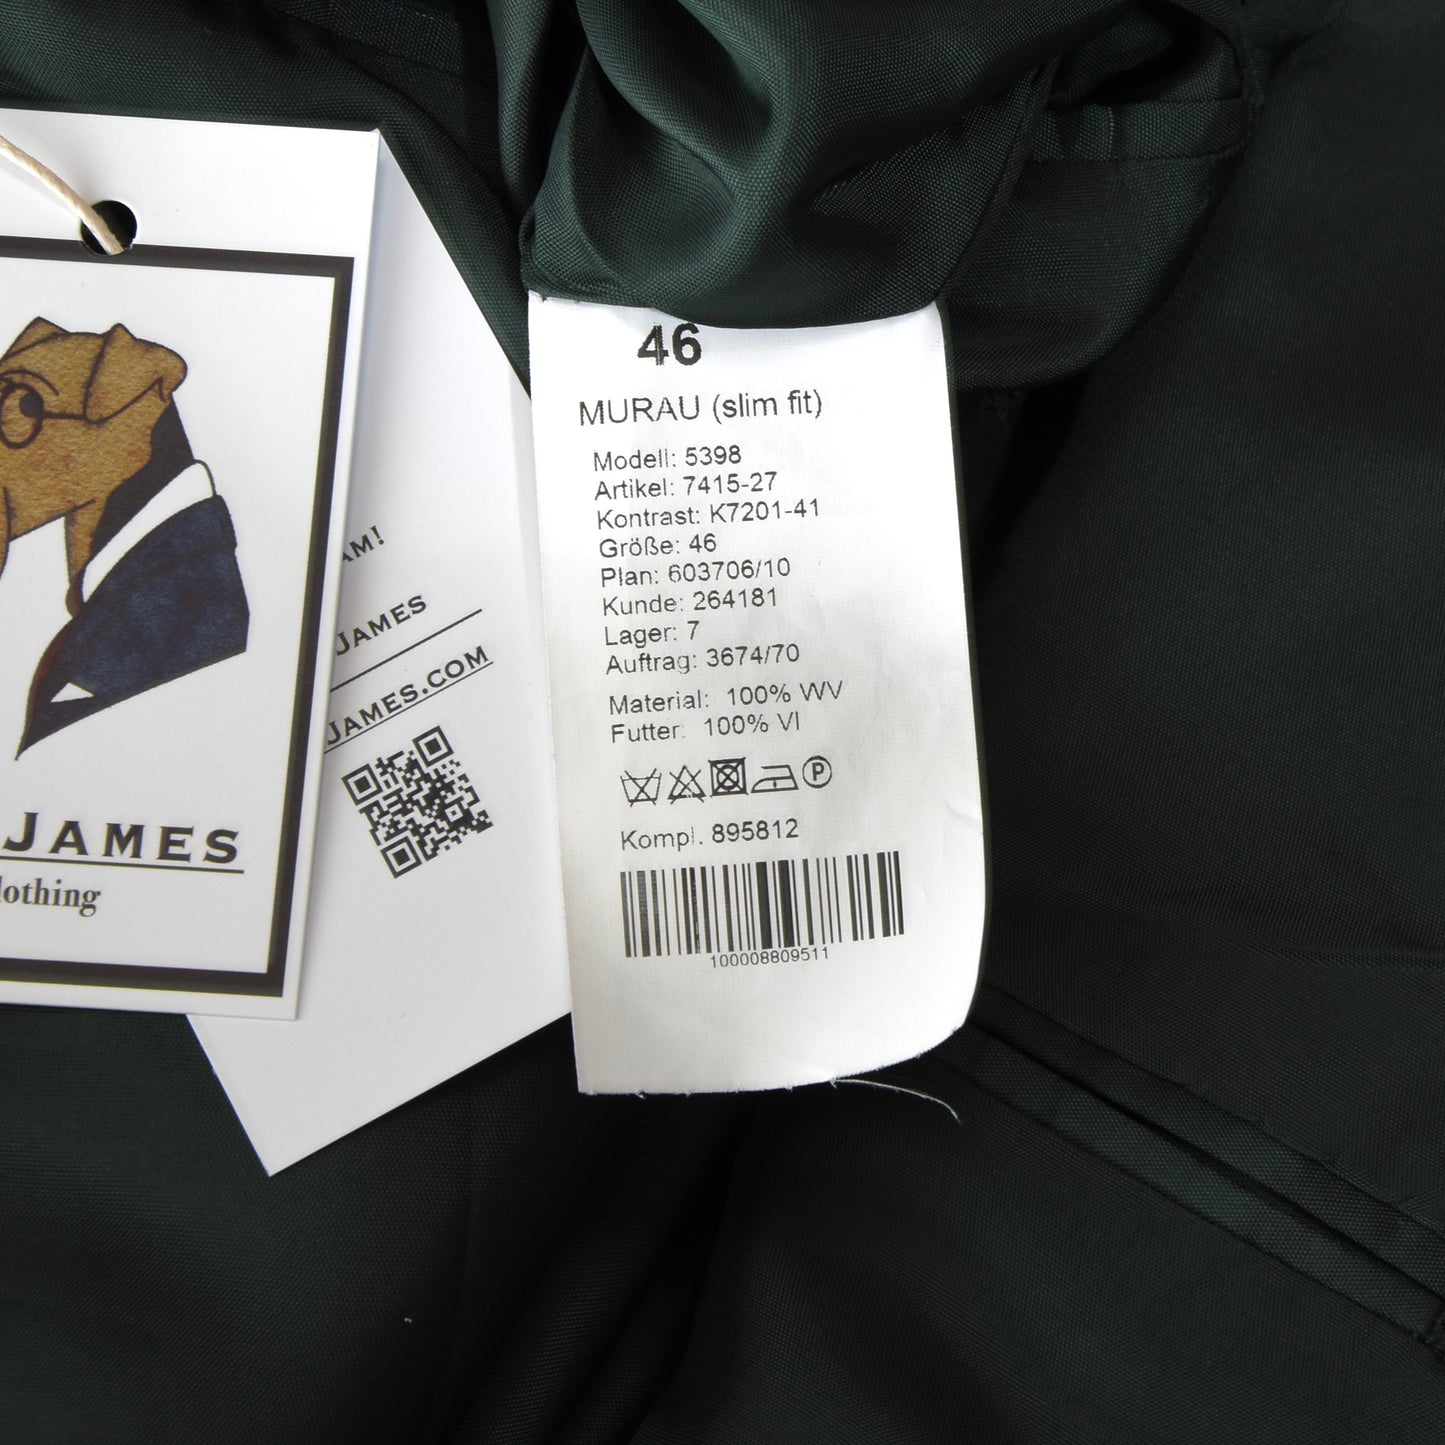 46
MURAU (slim fit)
Modell: 5398
Artikel: 7415-27
Kontrast: K7201-41
Größe: 46
Plan: 603706/10
Kunde: 264181
Lager: 7
Auftrag: 3674/70
Material: 100% WV
Futter: 100% VI
P
Kompl. 895812
100008809511
AM!
JAMES
JAMES.COM
JAMES
lothing